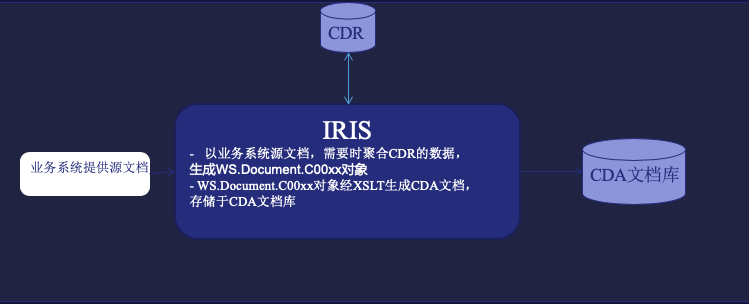 CDR
IRIS
- 以业务系统源文档，需要时聚合CDR的数据，
生成WS.Document.C00xx对象
- WS.Document.C00xx对象经XSLT生成CDA文档，
存储于CDA文档库
业务系统提供源文档
CDA文档库